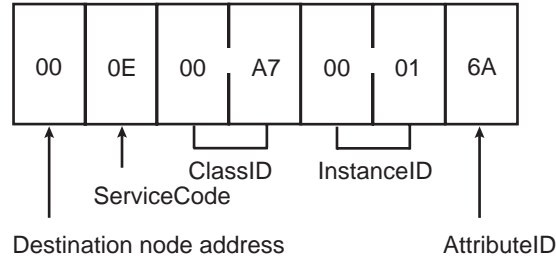 00 0E 00 A7 00 01 6A
ClassID InstanceID
ServiceCode
Destination node address AttributeID